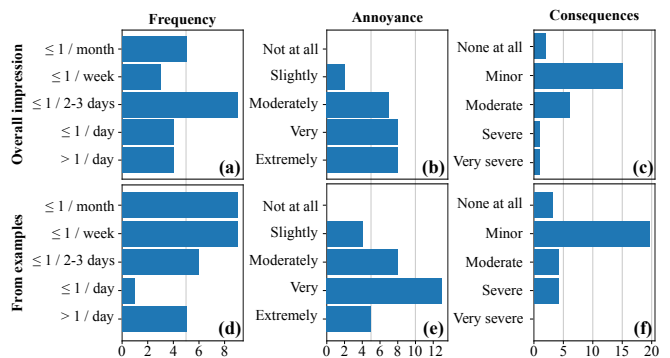 Frequency
Annoyance
Consequences
Overall impression
≤ 1 / month
≤ 1 / week
≤ 1 / 2-3 days
≤ 1 / day
> 1 / day
(a)
Not at all
Slightly
Moderately
Very
Extremely
(b)
None at all
Minor
Moderate
Severe
Very severe
(c)
From examples
≤ 1 / month
≤ 1 / week
≤ 1 / 2-3 days
≤ 1 / day
> 1 / day
(d)
0 2 4 6 8
Not at all
Slightly
Moderately
Very
Extremely
(e)
0 2 4 6 8 10 12
None at all
Minor
Moderate
Severe
Very severe
(f)
0 5 10 15 20